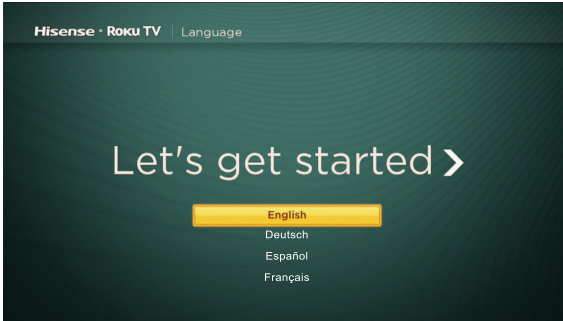 Hisense • Roku TV | Language
Let's get started
English
Deutsch
Español
Français